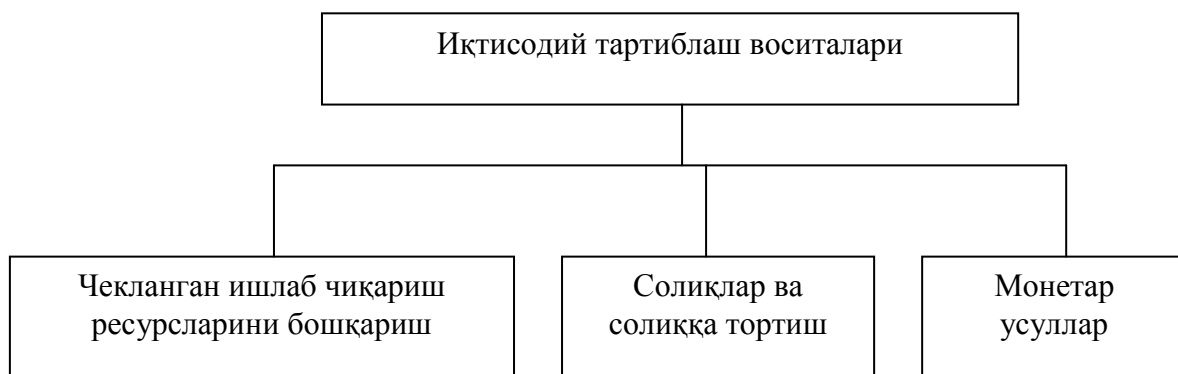 Иқтисодий тартиблаш воситалари
Чекланган ишлаб чиқариш
ресурсларини бошқариш
Солиқлар ва
солиққа тортиш
Монетар
усуллар